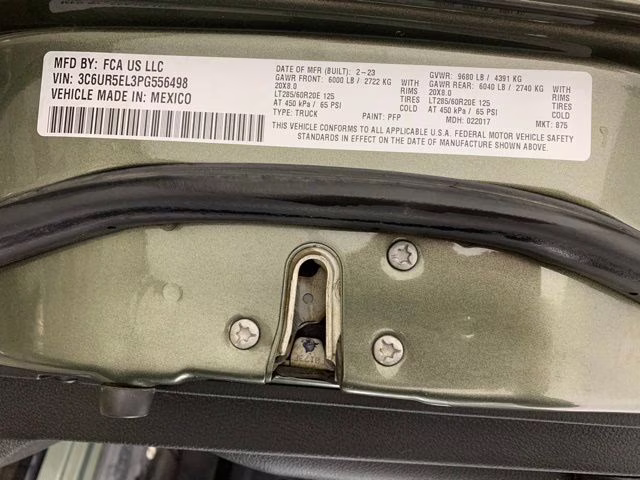 MFD BY: FCA US LLC
VIN: 3C6UR5EL3PG556498
VEHICLE MADE IN: MEXICO
DATE OF MFR (BUILT): 2-23
GAWR FRONT: 6000 LB / 2722 KG WITH
20X8.0 RIMS
LT285/60R20E 125 TIRES
AT 450 kPa / 65 PSI COLD
TYPE: TRUCK PAINT: PFP
GVWR: 9680 LB / 4391 KG
GAWR REAR: 6040 LB / 2740 KG WITH
20X8.0 RIMS
LT285/60R20E 125 TIRES
AT 450 kPa / 65 PSI COLD
MDH: 022017 MKT: 875
THIS VEHICLE CONFORMS TO ALL APPLICABLE U.S.A. FEDERAL MOTOR VEHICLE SAFETY
STANDARDS IN EFFECT ON THE DATE OF MANUFACTURE SHOWN ABOVE.